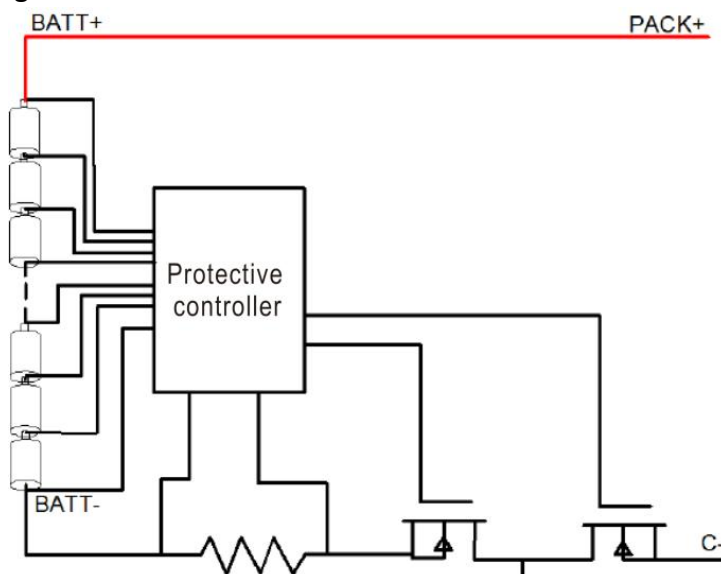 BATT+
PACK+
Protective
controller
BATT-
C-